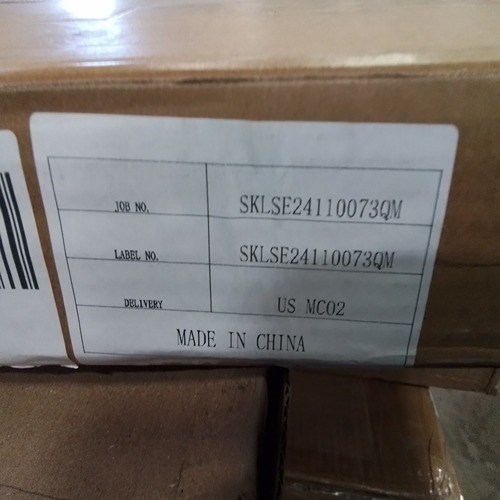 JOB NO. SKLSE24110073QM
LABEL NO. SKLSE24110073QM
DELIVERY US MC02
MADE IN CHINA